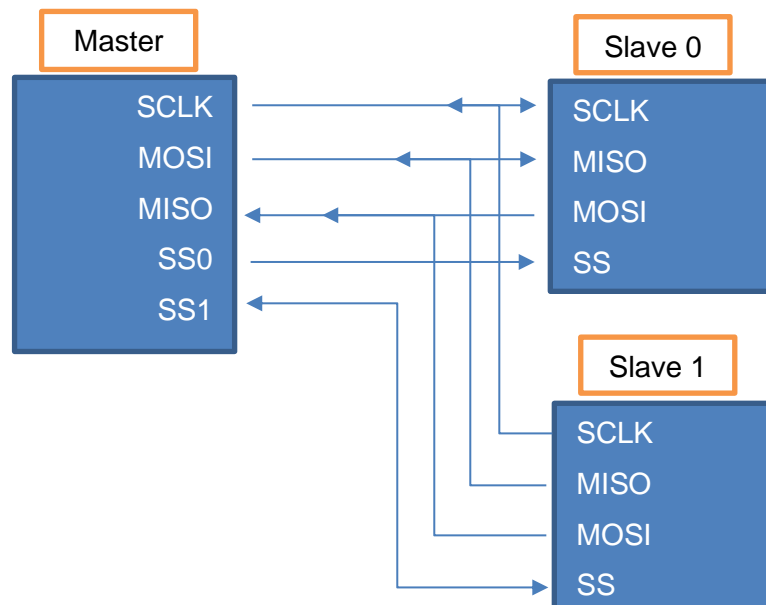 Master
SCLK
MOSI
MISO
SS0
SS1
Slave 0
SCLK
MISO
MOSI
SS
Slave 1
SCLK
MISO
MOSI
SS